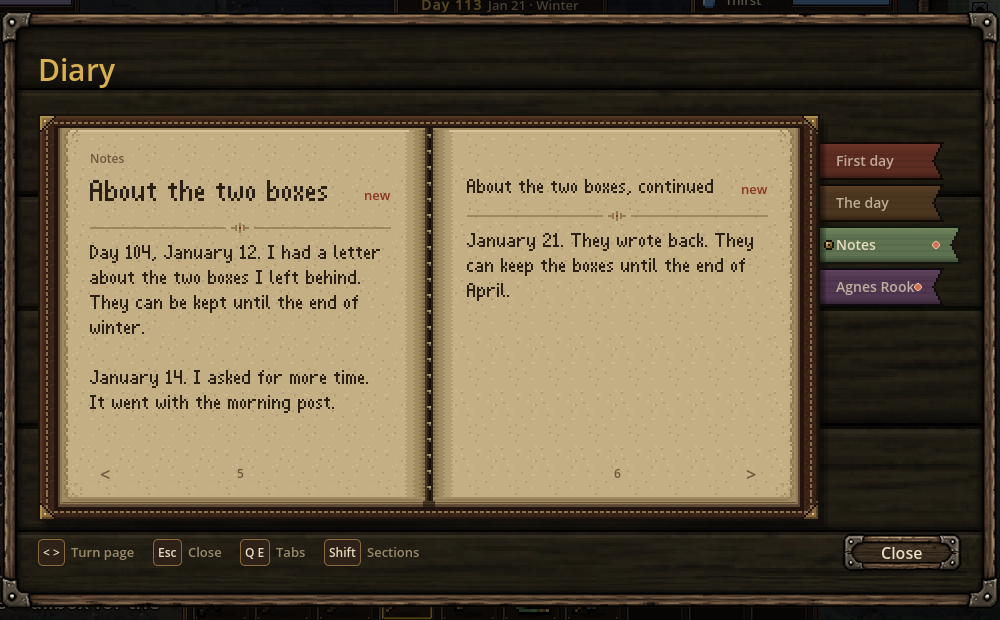 Day 113 Jan 21 · Winter
Thirst
Diary
Notes
About the two boxes
new
Day 104, January 12. I had a letter
about the two boxes I left behind.
They can be kept until the end of
winter.
January 14. I asked for more time.
It went with the morning post.
< 5
About the two boxes, continued
new
January 21. They wrote back. They
can keep the boxes until the end of
April.
6 >
First day
The day
Notes
Agnes Rook
< > Turn page
Esc Close
Q E Tabs
Shift Sections
Close